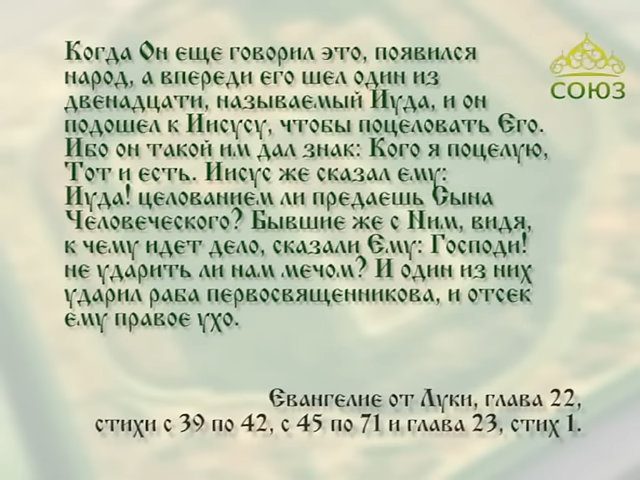 Когда Он еще говорил это, появился
народ, а впереди его шел один из
двенадцати, называемый Иуда, и он
подошел к Иисусу, чтобы поцеловать Его.
Ибо он такой им дал знак: Кого я поцелую,
Тот и есть. Иисус же сказал ему:
Иуда! целованием ли предаешь Сына
Человеческого? Бывшие же с Ним, видя,
к чему идет дело, сказали Ему: Господи!
не ударить ли нам мечом? И один из них
ударил раба первосвященникова, и отсек
ему правое ухо.
СОЮЗ
Евангелие от Луки, глава 22,
стихи с 39 по 42, с 45 по 71 и глава 23, стих 1.